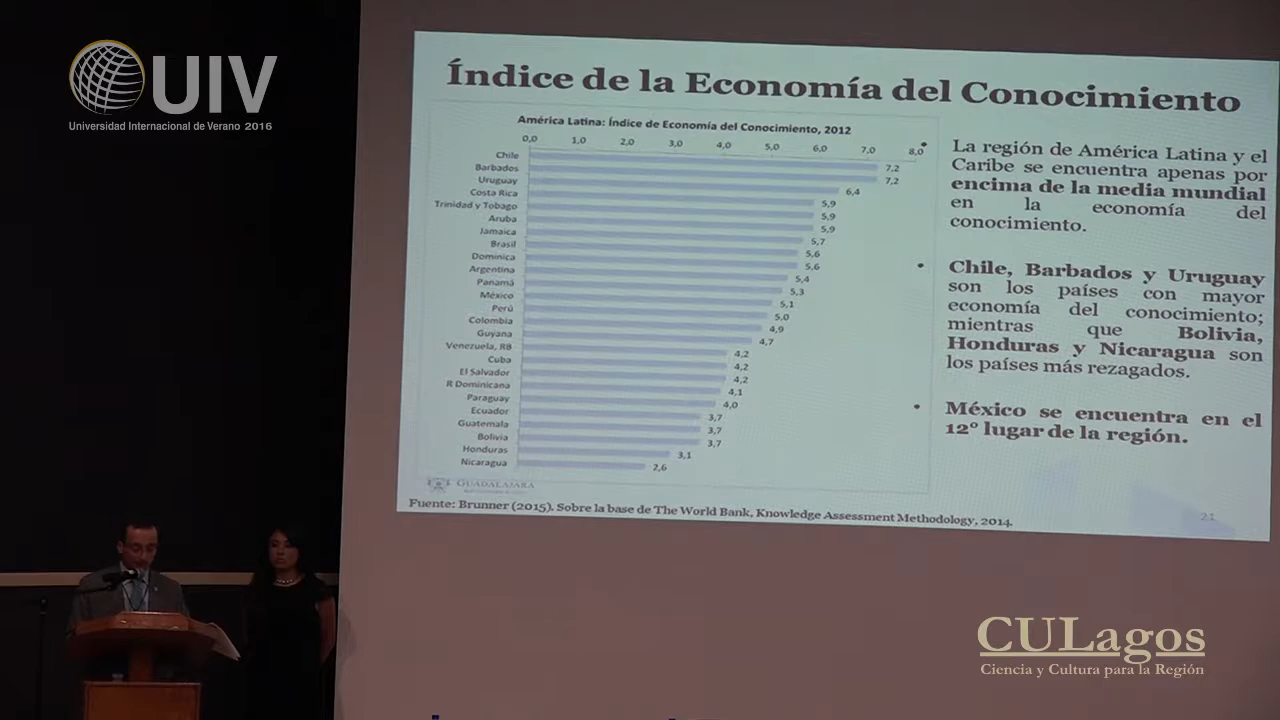 UIV
Universidad Internacional de Verano 2016
Índice de la Economía del Conocimiento
América Latina: Índice de Economía del Conocimiento, 2012
0,0 1,0 2,0 3,0 4,0 5,0 6,0 7,0 8,0
Chile 7,2
Barbados 7,2
Uruguay 6,4
Costa Rica 5,9
Trinidad y Tobago 5,9
Aruba 5,9
Jamaica 5,7
Brasil 5,6
Dominica 5,6
Argentina 5,4
Panamá 5,3
México 5,1
Perú 5,0
Colombia 4,9
Guyana 4,7
Venezuela, RB 4,2
Cuba 4,2
El Salvador 4,2
R Dominicana 4,1
Paraguay 4,0
Ecuador 3,7
Guatemala 3,7
Bolivia 3,7
Honduras 3,1
Nicaragua 2,6
GUADALAJARA
• La región de América Latina y el
Caribe se encuentra apenas por
encima de la media mundial
en la economía del
conocimiento.
• Chile, Barbados y Uruguay
son los países con mayor
economía del conocimiento;
mientras que Bolivia,
Honduras y Nicaragua son
los países más rezagados.
• México se encuentra en el
12º lugar de la región.
Fuente: Brunner (2015). Sobre la base de The World Bank, Knowledge Assessment Methodology, 2014.
21
CULagos
Ciencia y Cultura para la Región